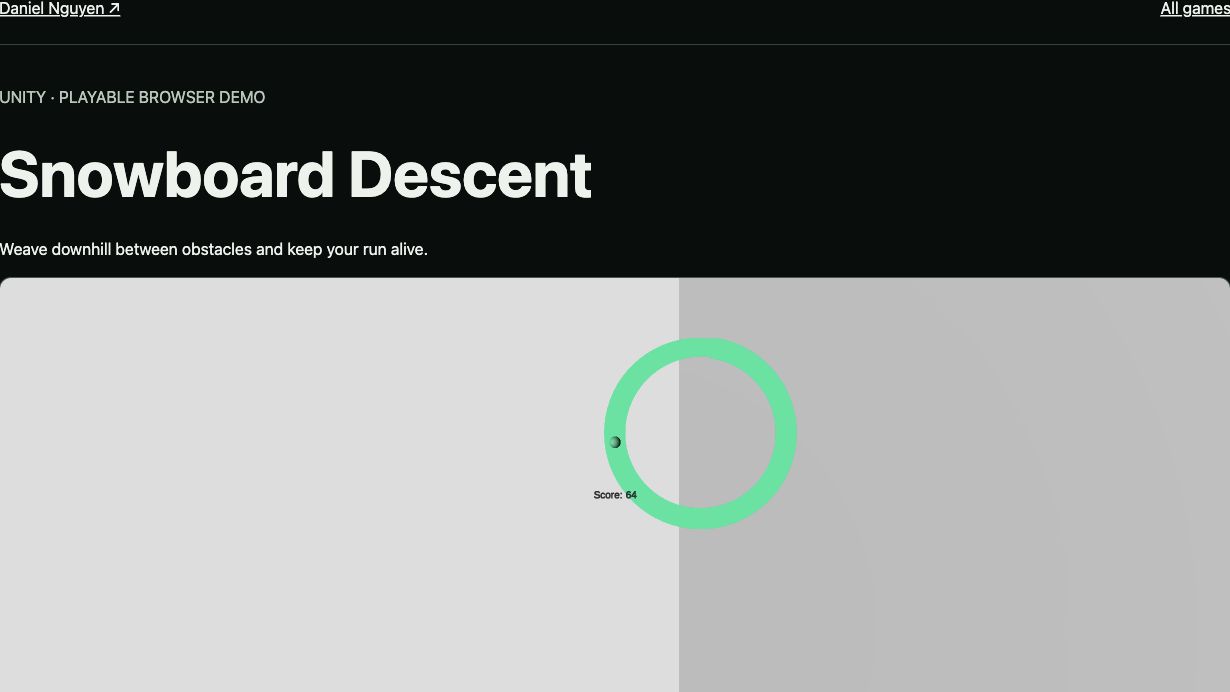 Daniel Nguyen ↗
All games
UNITY · PLAYABLE BROWSER DEMO
Snowboard Descent
Weave downhill between obstacles and keep your run alive.
Score: 64